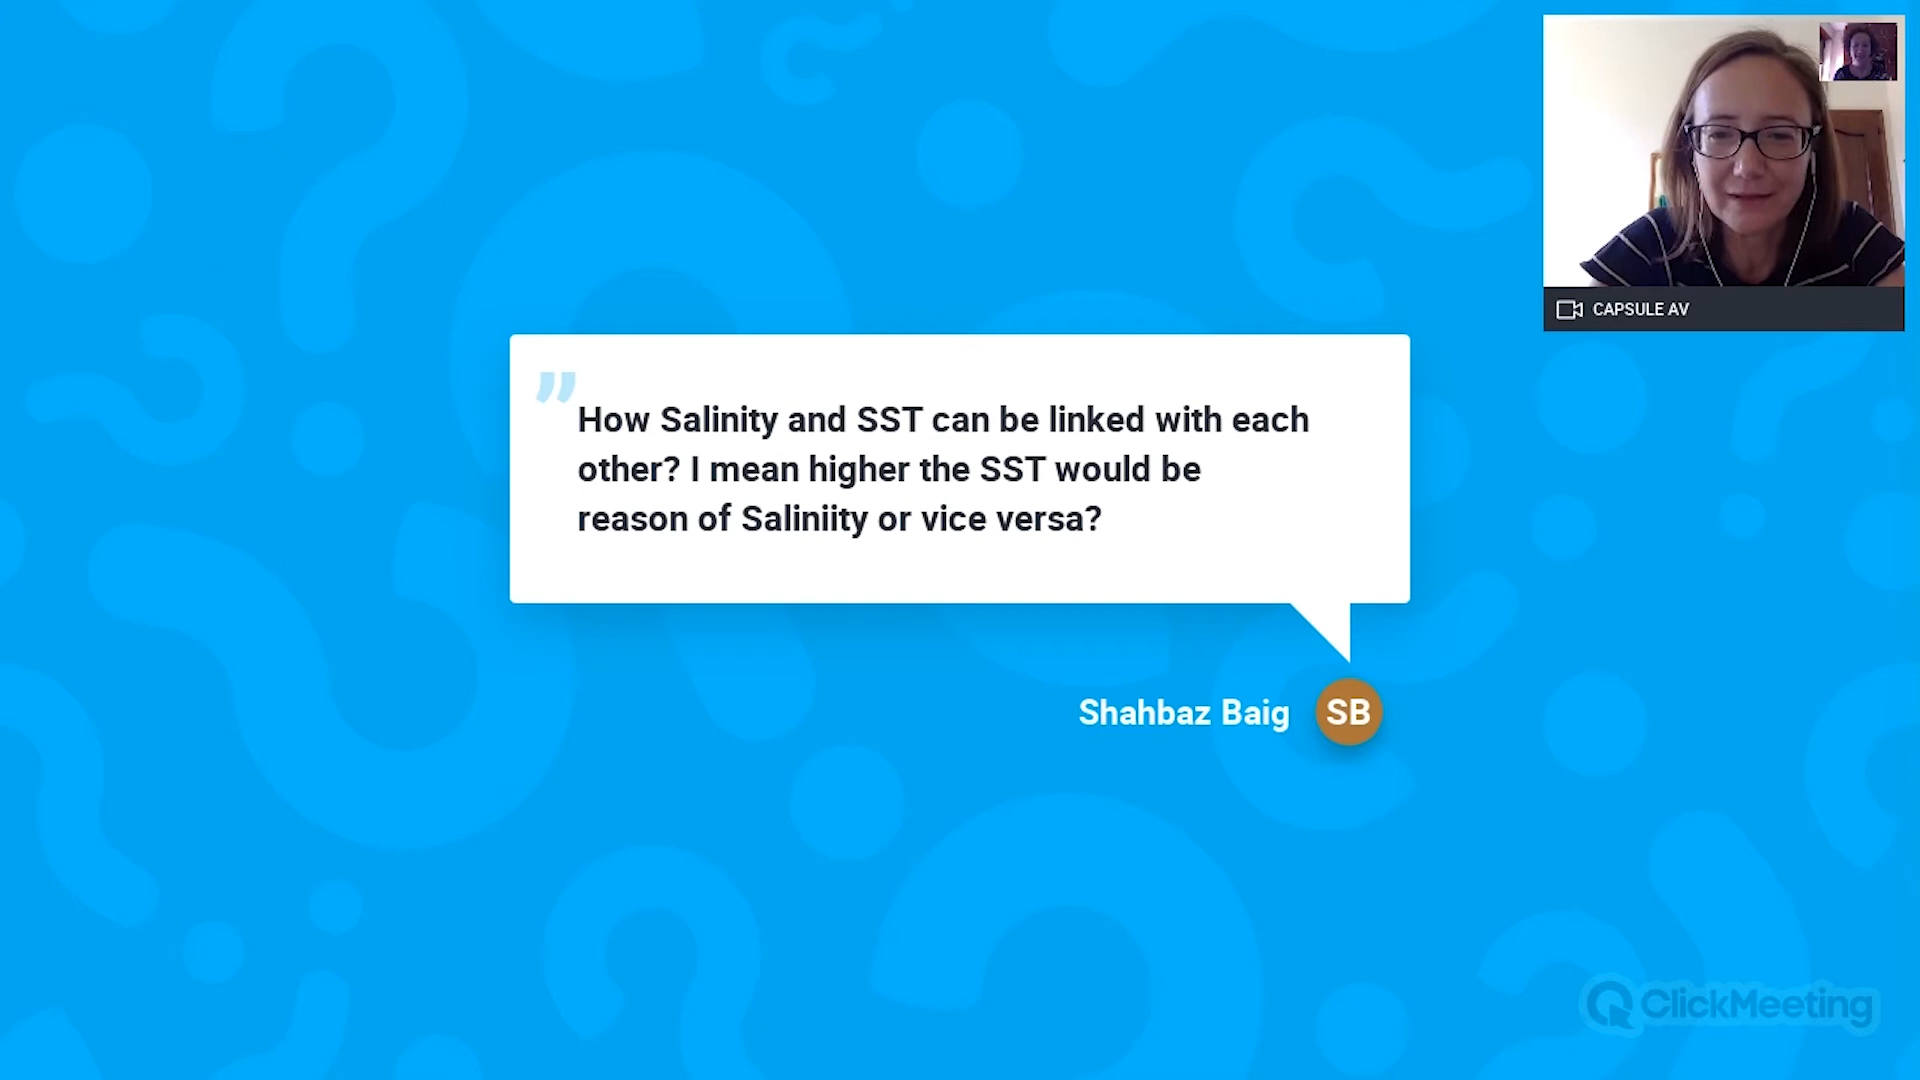 CAPSULE AV
”
How Salinity and SST can be linked with each
other? I mean higher the SST would be
reason of Saliniity or vice versa?
Shahbaz Baig SB
ClickMeeting